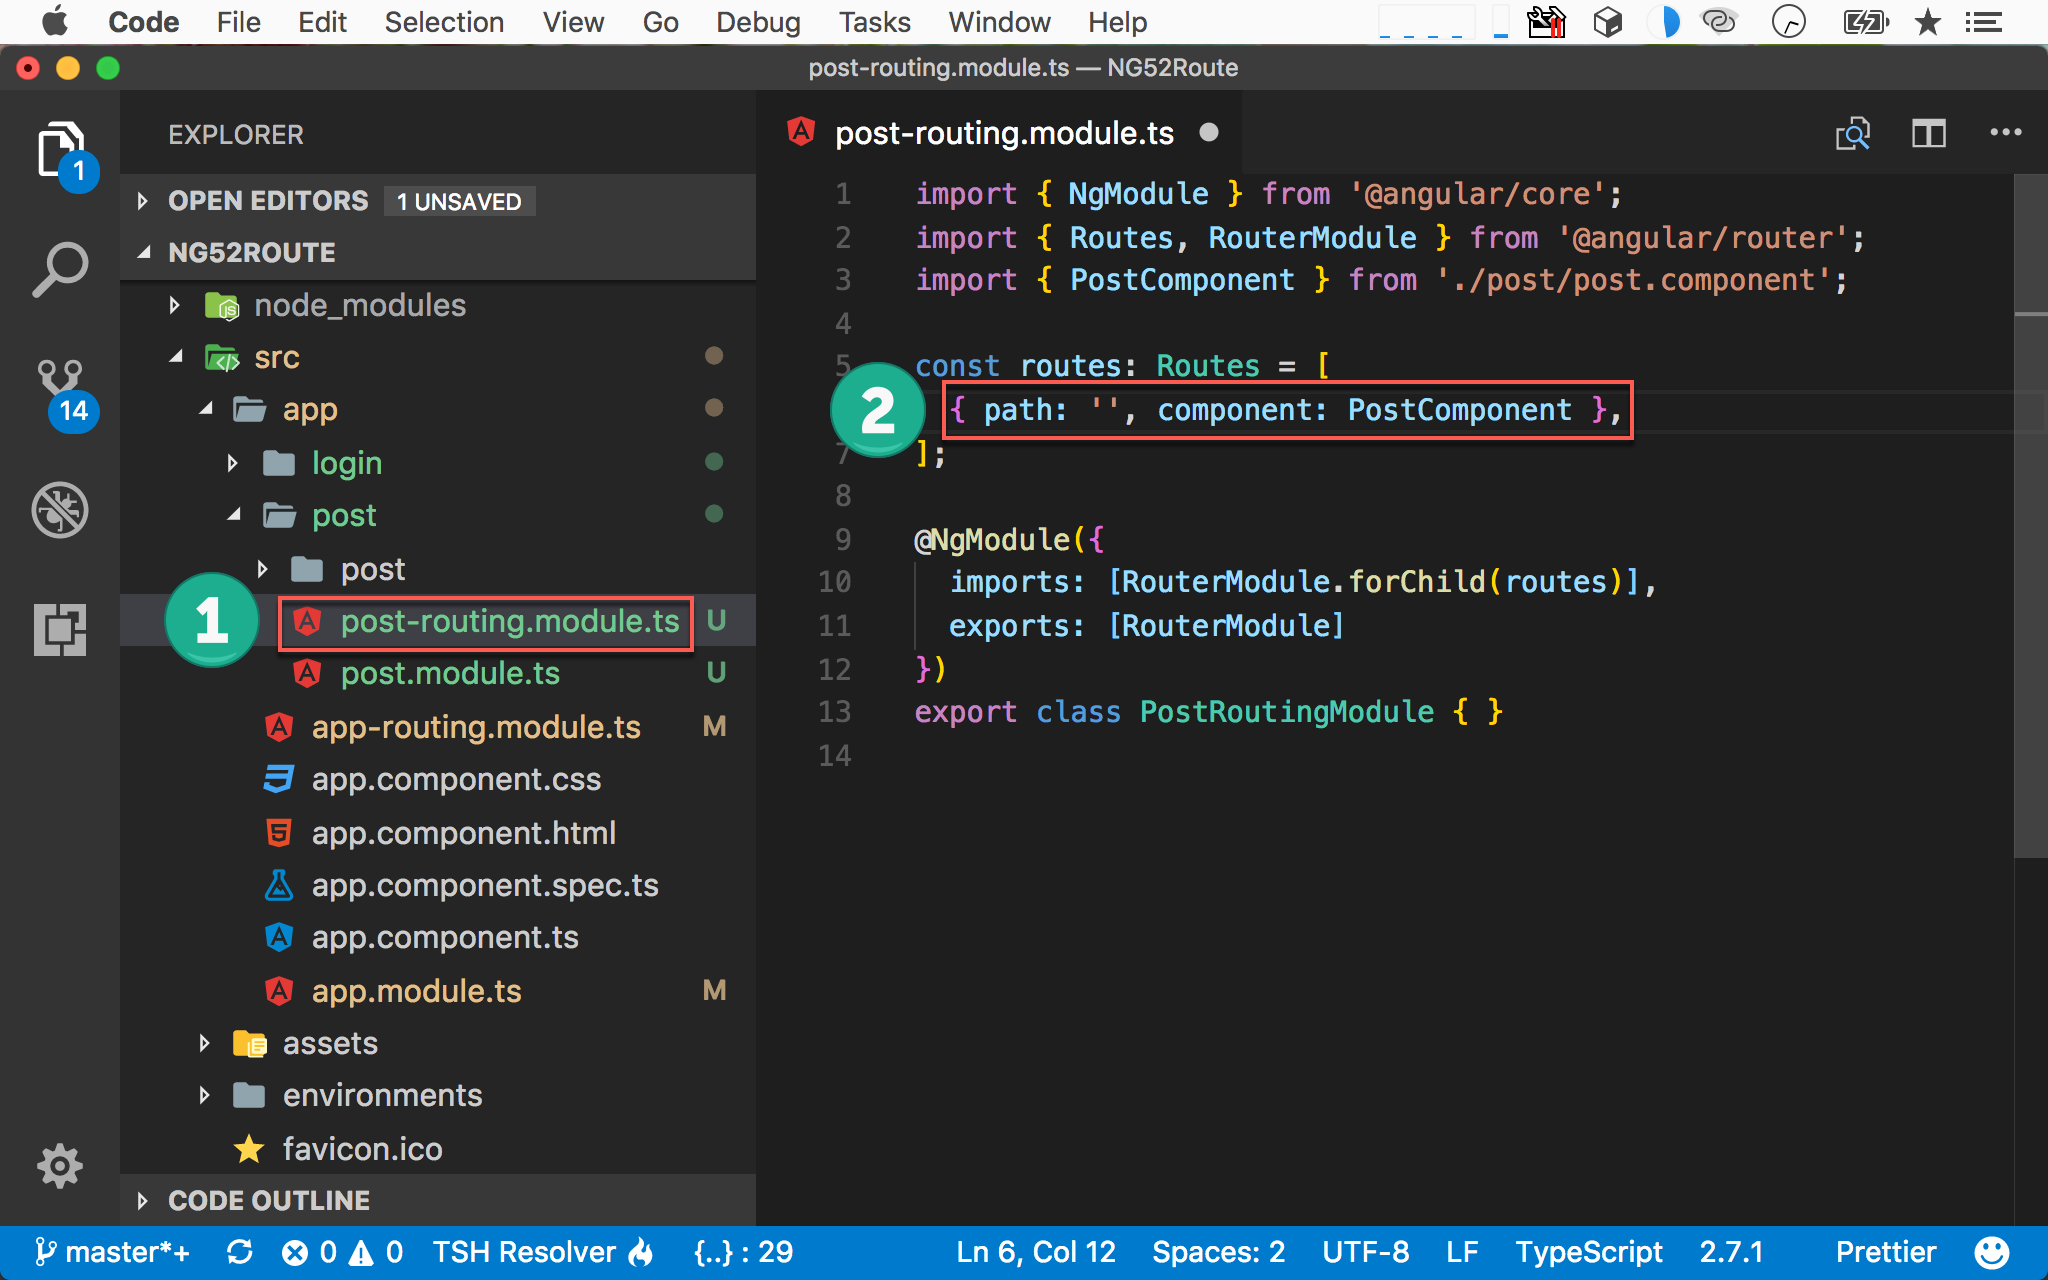 Code File Edit Selection View Go Debug Tasks Window Help
post-routing.module.ts — NG52Route
EXPLORER
1
OPEN EDITORS 1 UNSAVED
NG52ROUTE
node_modules
src
14
app
login
post
post
1
post-routing.module.ts U
post.module.ts U
app-routing.module.ts M
app.component.css
app.component.html
app.component.spec.ts
app.component.ts
app.module.ts M
assets
environments
favicon.ico
CODE OUTLINE
post-routing.module.ts
1 import { NgModule } from '@angular/core';
2 import { Routes, RouterModule } from '@angular/router';
3 import { PostComponent } from './post/post.component';
4
5 const routes: Routes = [
2 { path: '', component: PostComponent },
7 ];
8
9 @NgModule({
10 imports: [RouterModule.forChild(routes)],
11 exports: [RouterModule]
12 })
13 export class PostRoutingModule { }
14
master*+ 0 0 TSH Resolver {..} : 29 Ln 6, Col 12 Spaces: 2 UTF-8 LF TypeScript 2.7.1 Prettier